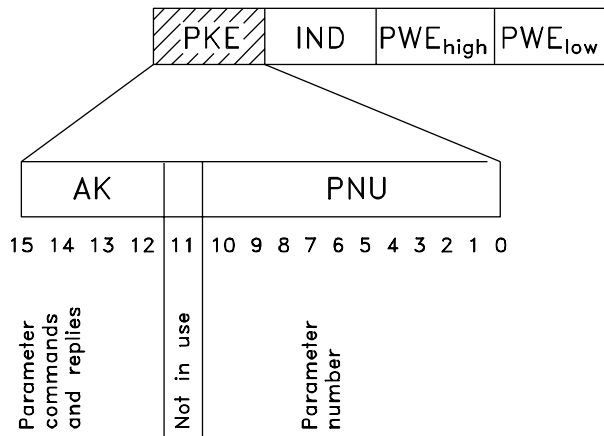 PKE IND PWEhigh PWElow
AK PNU
15 14 13 12 11 10 9 8 7 6 5 4 3 2 1 0
Parameter
commands
and replies
Not in use
Parameter
number